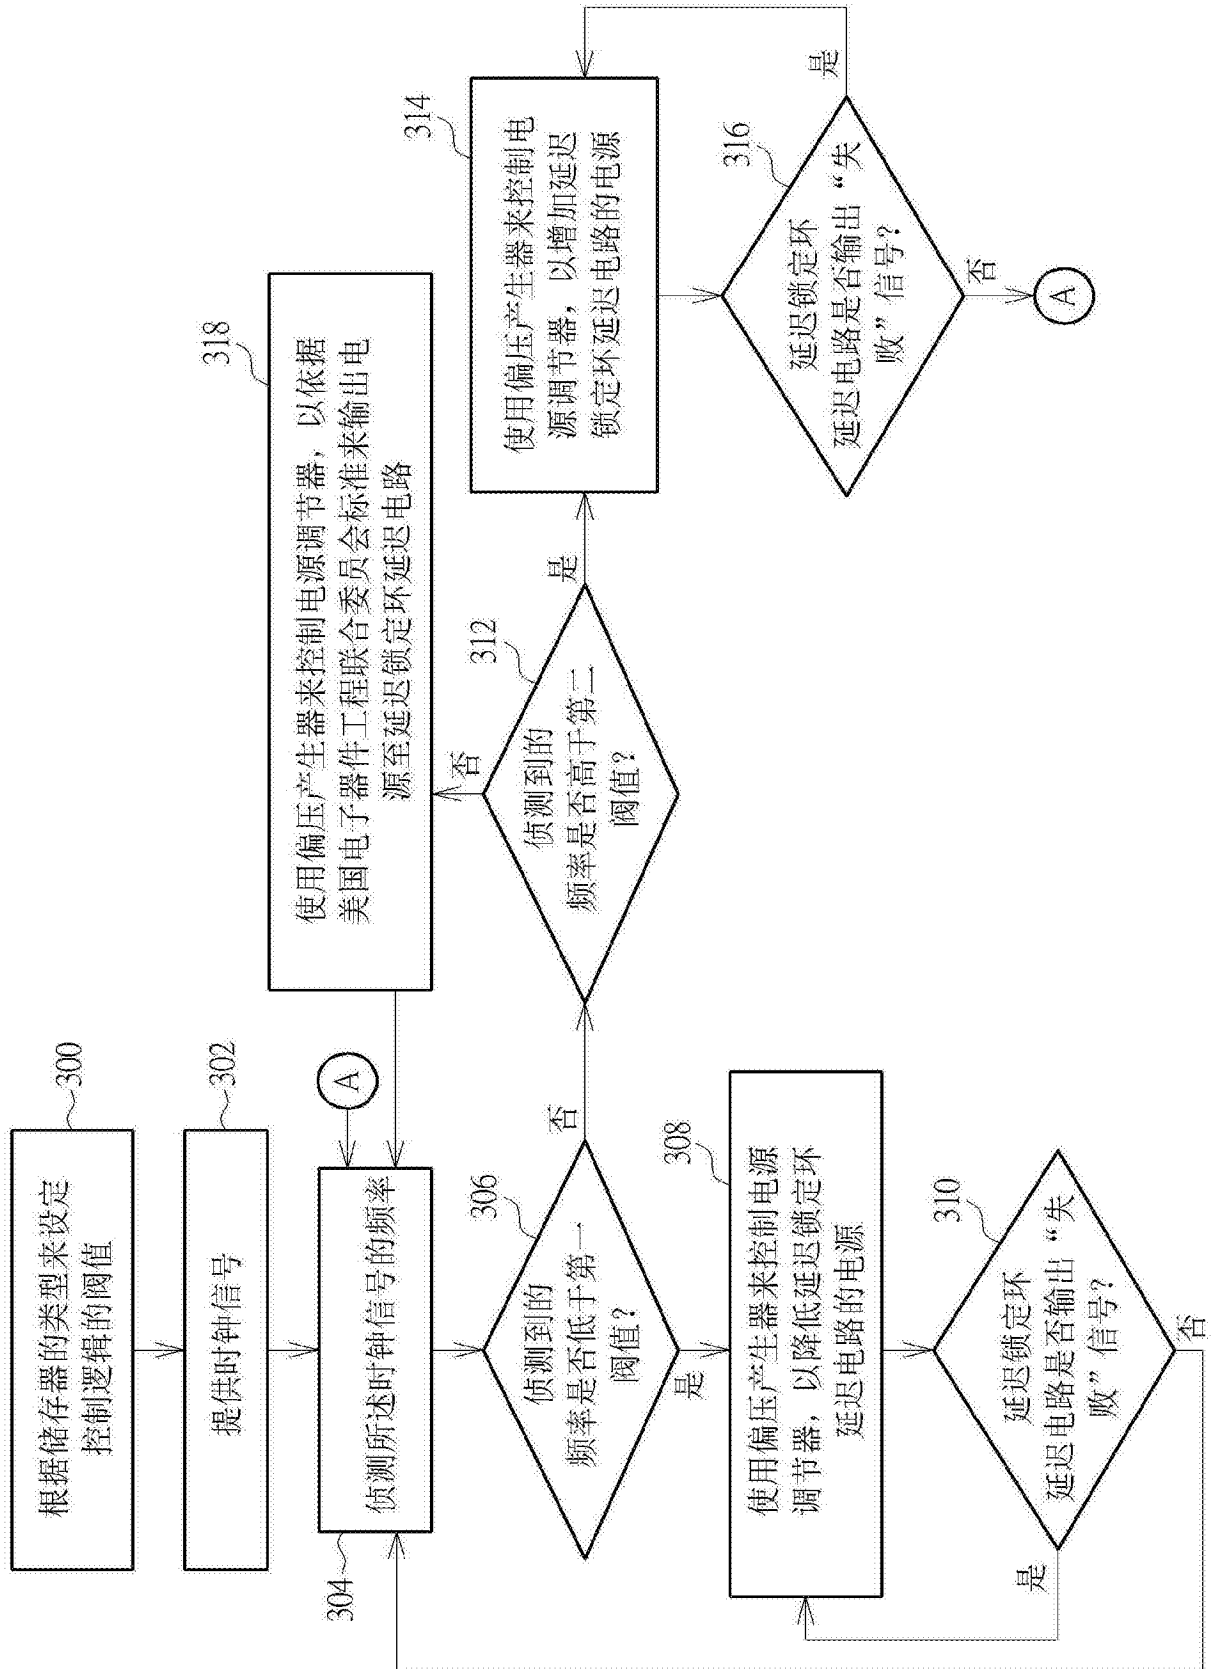 300
根据储存器的类型来设定
控制逻辑的阀值
302
提供时钟信号
304
侦测所述时钟信号的频率
A
306
侦测到的
频率是否低于第一
阀值?
是
否
308
使用偏压产生器来控制电源
调节器，以降低延迟锁定环
延迟电路的电源
310
延迟锁定环
延迟电路是否输出“失
败”信号?
是
否
312
侦测到的
频率是否高于第二
阀值?
是
否
314
使用偏压产生器来控制电
源调节器，以增加延迟
锁定环延迟电路的电源
316
延迟锁定环
延迟电路是否输出“失
败”信号?
是
否
A
318
使用偏压产生器来控制电源调节器，以依据
美国电子器件工程联合委员会标准来输出电
源至延迟锁定环延迟电路